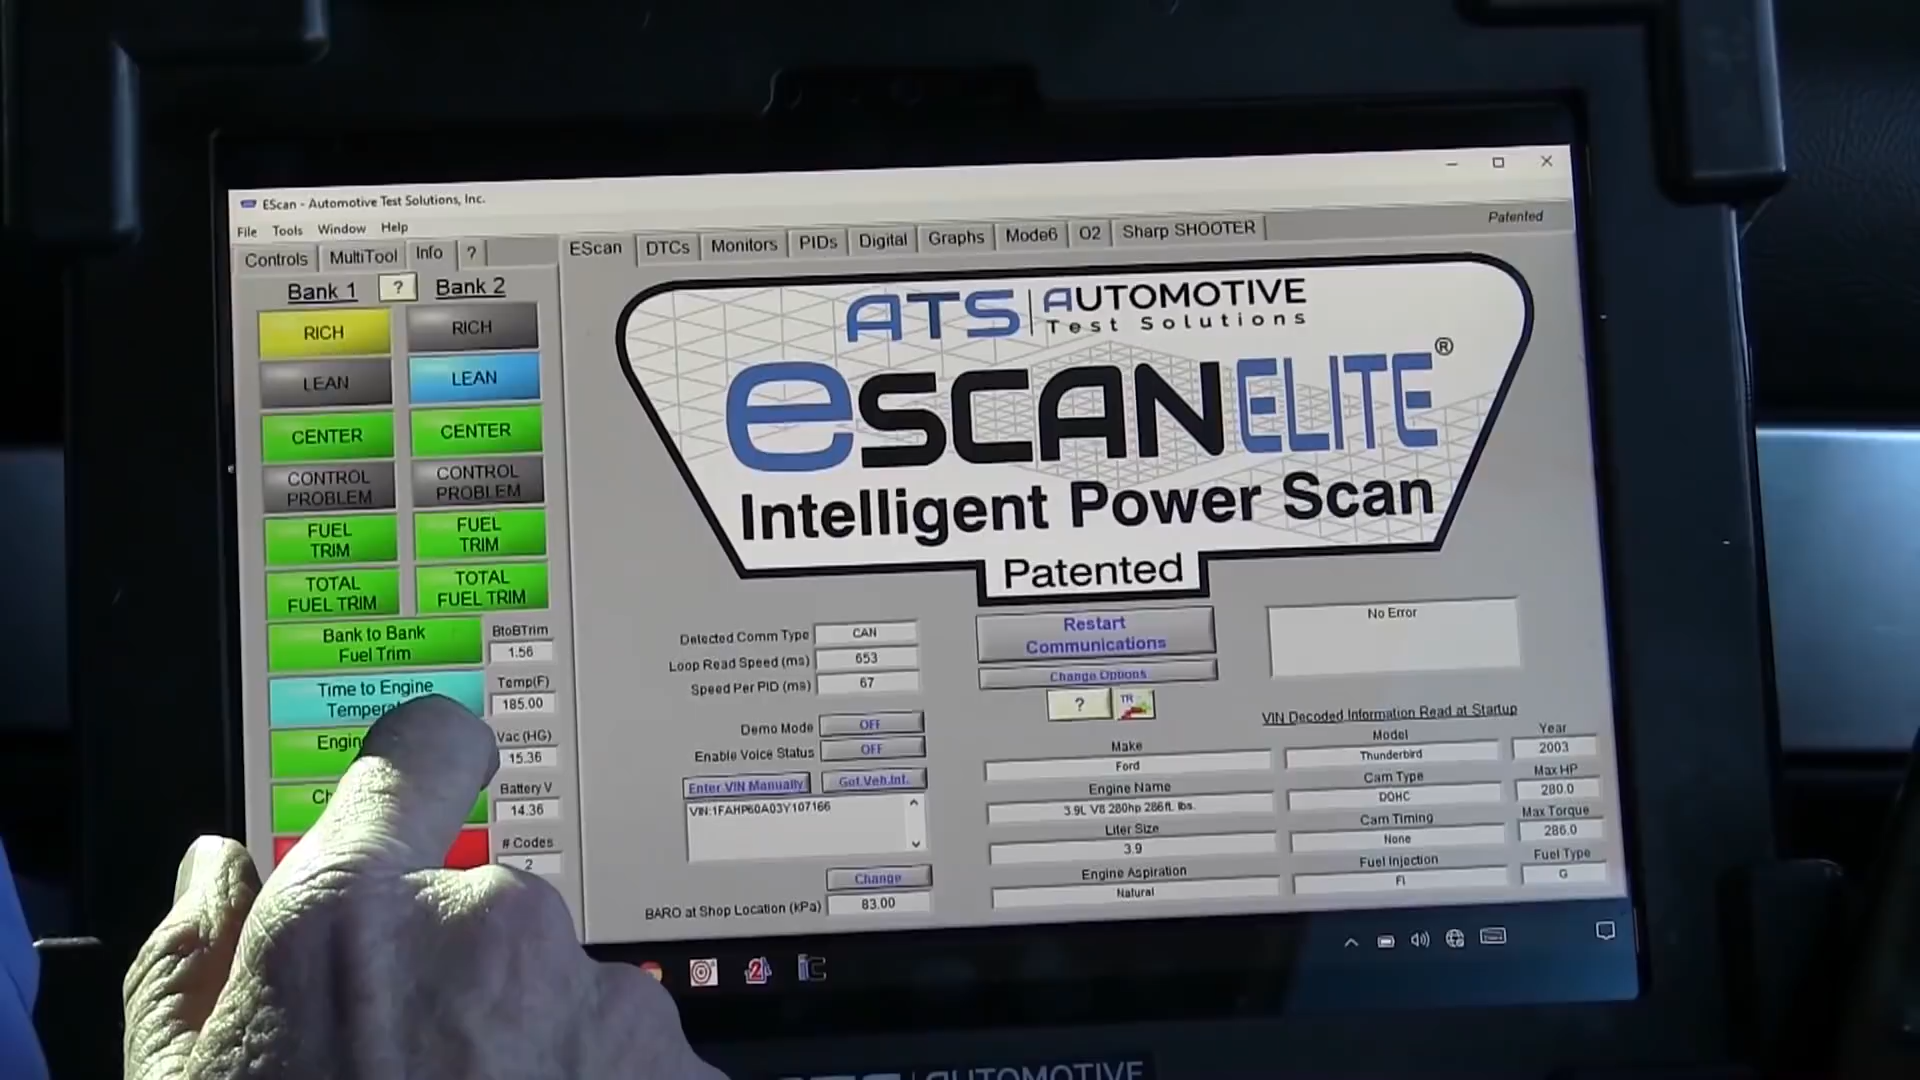 EScan - Automotive Test Solutions, Inc.
File Tools Window Help
Patented
Controls MultiTool Info ?
EScan DTCs Monitors PIDs Digital Graphs Mode6 O2 Sharp SHOOTER
Bank 1 ? Bank 2
RICH RICH
LEAN LEAN
CENTER CENTER
CONTROL PROBLEM CONTROL PROBLEM
FUEL TRIM FUEL TRIM
TOTAL FUEL TRIM TOTAL FUEL TRIM
Bank to Bank Fuel Trim
BtoBTrim
1.56
Time to Engine
Temp(F)
185.00
Vac (HG)
15.36
Battery V
14.36
# Codes
2
ATS AUTOMOTIVE
Test Solutions
eSCANELITE®
Intelligent Power Scan
Patented
Detected Comm Type CAN
Loop Read Speed (ms) 653
Speed Per PID (ms) 67
Demo Mode OFF
Enable Voice Status OFF
Enter VIN Manually Got Veh.Inf.
VIN:1FAHP60A03Y107166
Change
BARO at Shop Location (kPa) 83.00
Restart
Communications
Change Options
? TR
No Error
VIN Decoded Information Read at Startup
Make
Ford
Engine Name
3.9L V8 280hp 286ft. lbs.
Liter Size
3.9
Engine Aspiration
Natural
Model
Thunderbird
Cam Type
DOHC
Cam Timing
None
Fuel Injection
FI
Year
2003
Max HP
280.0
Max Torque
286.0
Fuel Type
G
AUTOMOTIVE